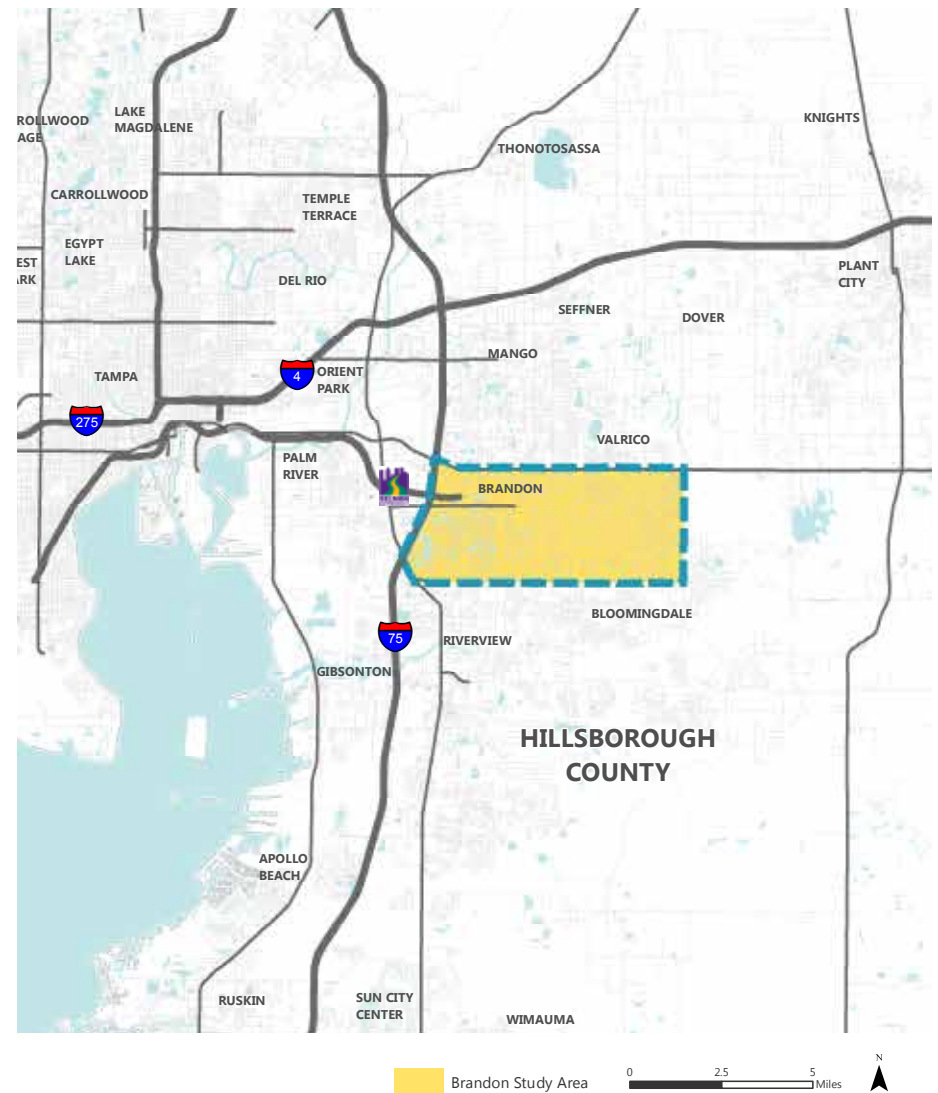 LAKE
MAGDALENE
ROLLWOOD
AGE
KNIGHTS
THONOTOSASSA
CARROLLWOOD
TEMPLE
TERRACE
EGYPT
LAKE
EST
ARK
DEL RIO
PLANT
CITY
SEFFNER
DOVER
MANGO
4
ORIENT
PARK
TAMPA
275
VALRICO
PALM
RIVER
BRANDON
BLOOMINGDALE
75
RIVERVIEW
GIBSONTON
HILLSBOROUGH
COUNTY
APOLLO
BEACH
RUSKIN
SUN CITY
CENTER
WIMAUMA
Brandon Study Area
0 2.5 5
Miles
N